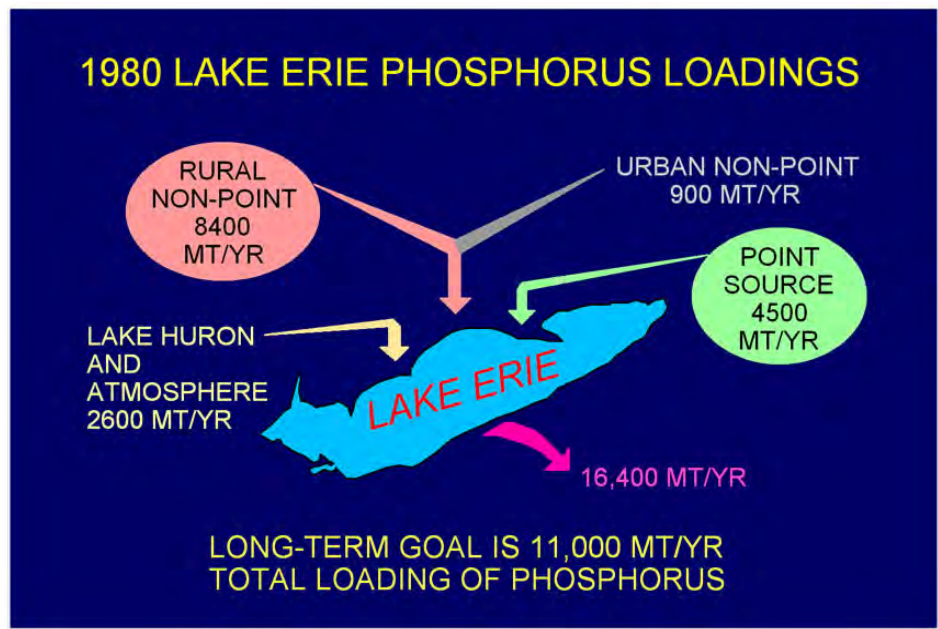 1980 LAKE ERIE PHOSPHORUS LOADINGS
RURAL
NON-POINT
8400
MT/YR
URBAN NON-POINT
900 MT/YR
POINT
SOURCE
4500
MT/YR
LAKE HURON
AND
ATMOSPHERE
2600 MT/YR
LAKE ERIE
16,400 MT/YR
LONG-TERM GOAL IS 11,000 MT/YR
TOTAL LOADING OF PHOSPHORUS